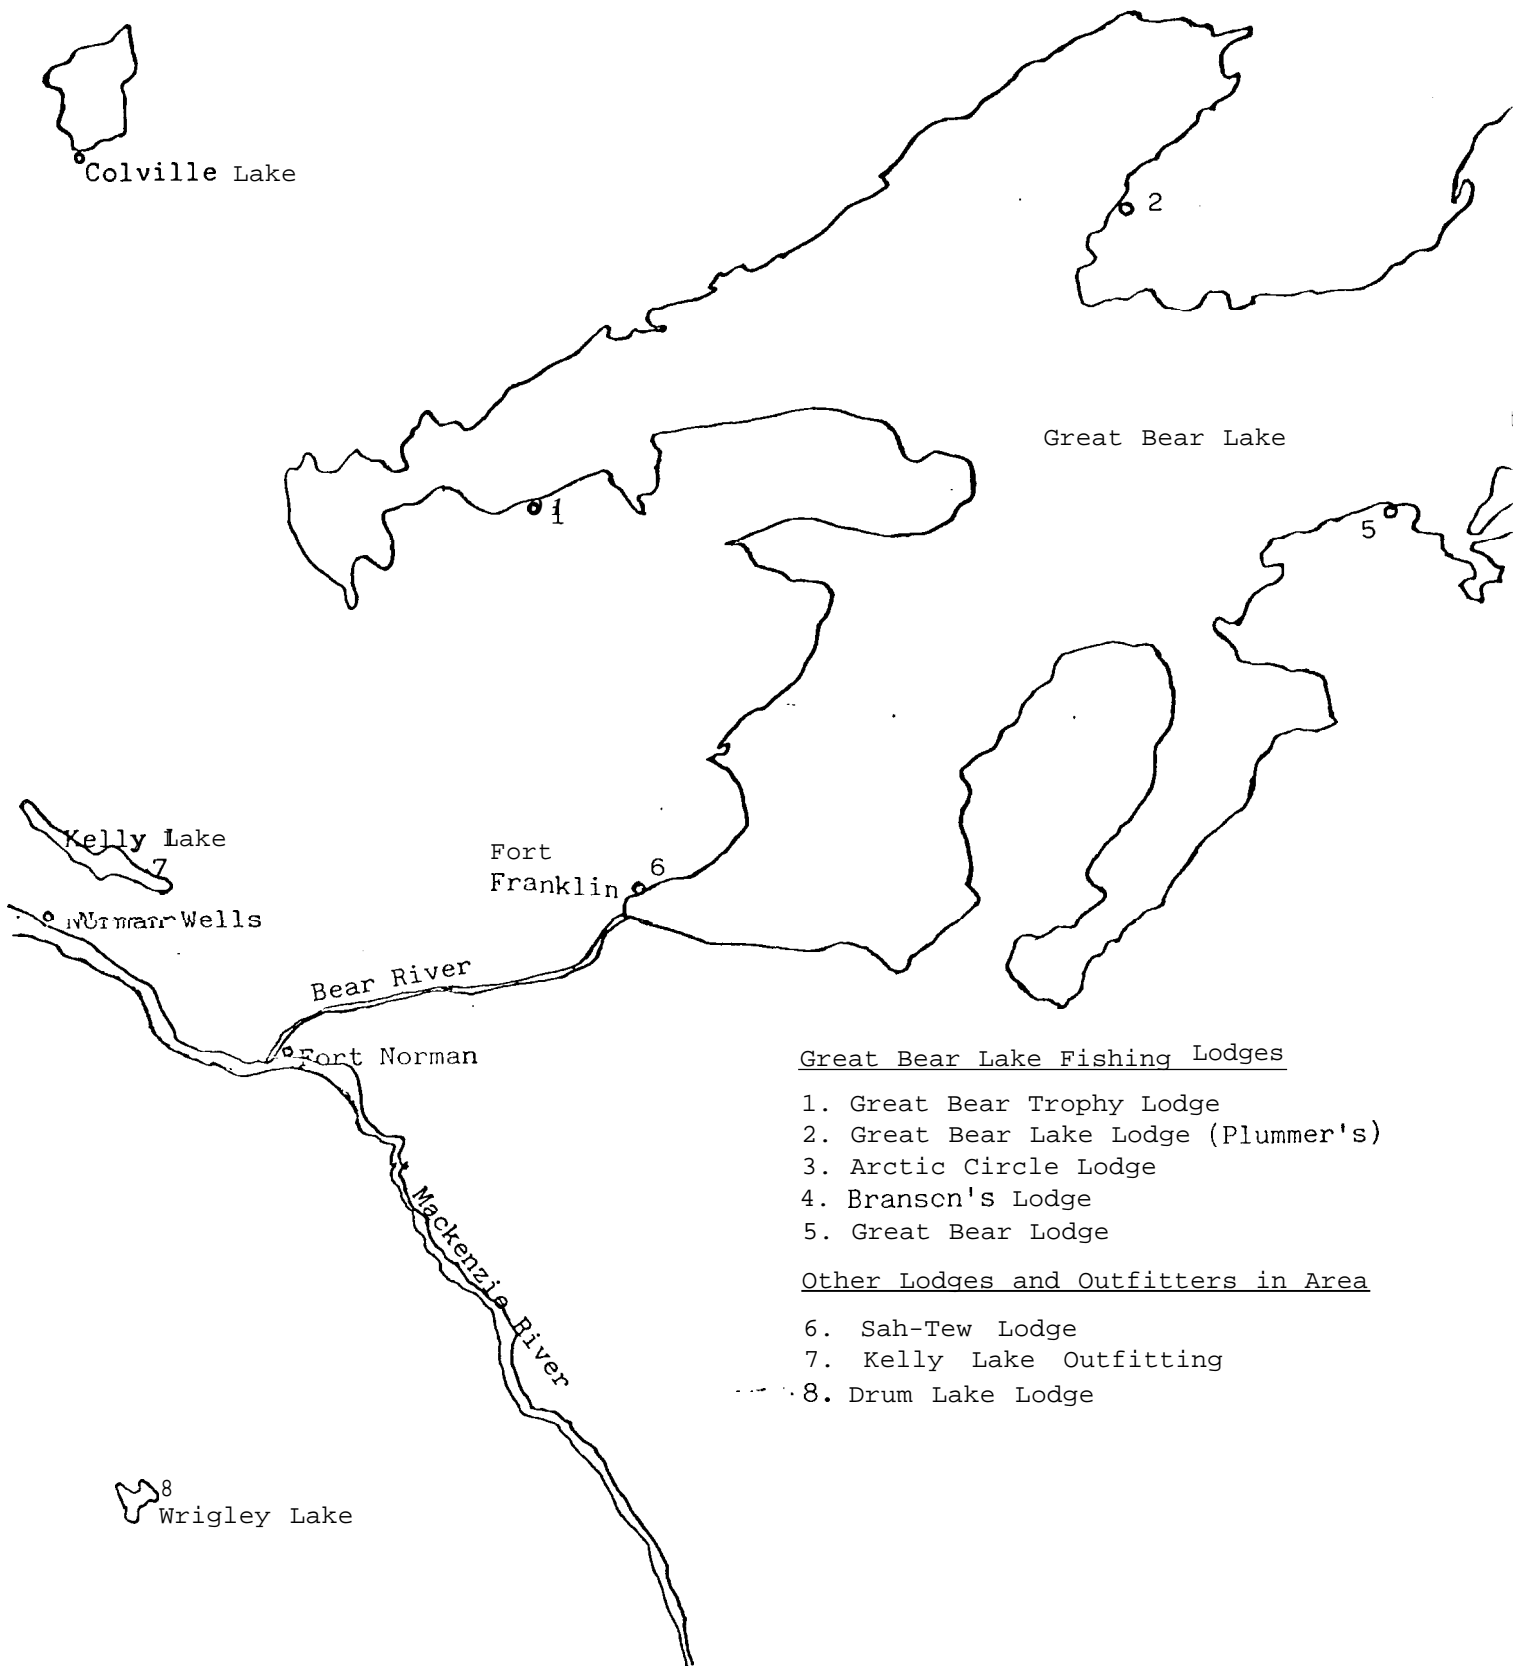 Colville Lake
2
Great Bear Lake
1
5
Kelly Lake
7
Fort
Franklin
6
Norman Wells
Bear River
Fort Norman
Mackenzie River
Great Bear Lake Fishing Lodges
1. Great Bear Trophy Lodge
2. Great Bear Lake Lodge (Plummer's)
3. Arctic Circle Lodge
4. Branscn's Lodge
5. Great Bear Lodge
Other Lodges and Outfitters in Area
6. Sah-Tew Lodge
7. Kelly Lake Outfitting
8. Drum Lake Lodge
8
Wrigley Lake